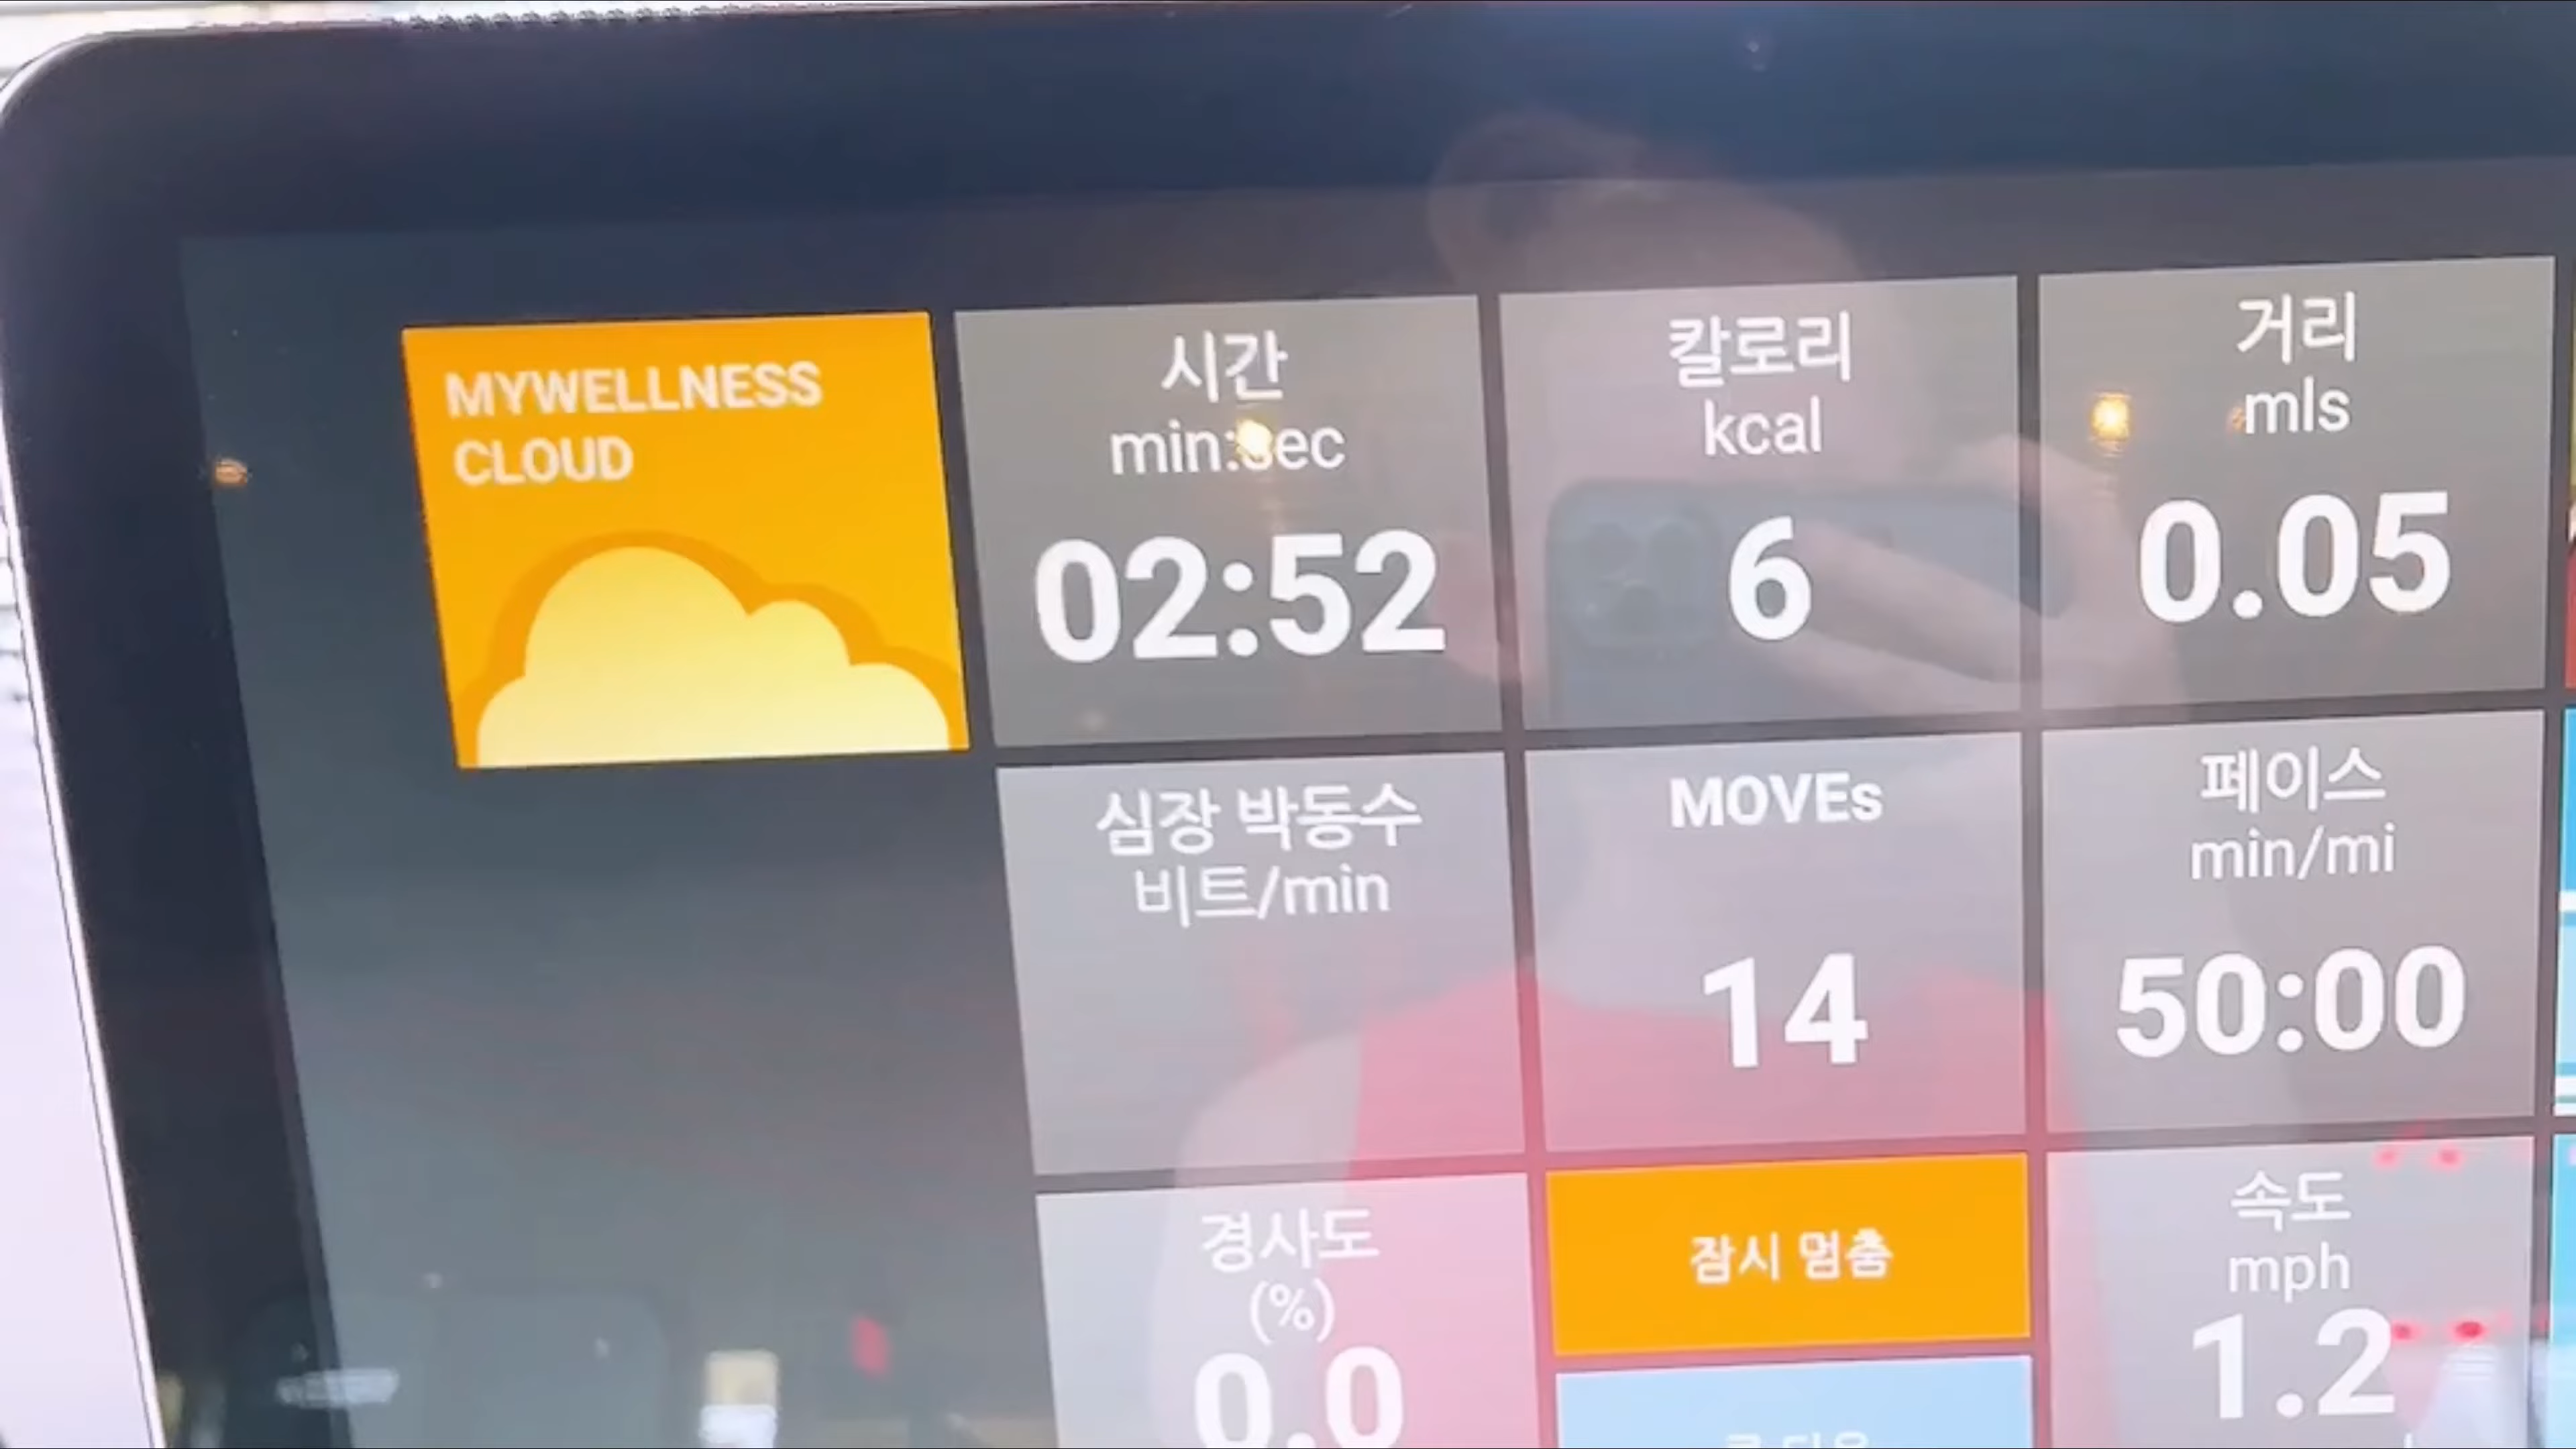 MYWELLNESS
CLOUD
시간
min:sec
02:52
칼로리
kcal
6
거리
mls
0.05
심장 박동수
비트/min
MOVEs
14
페이스
min/mi
50:00
경사도
(%)
0.0
잠시 멈춤
속도
mph
1.2